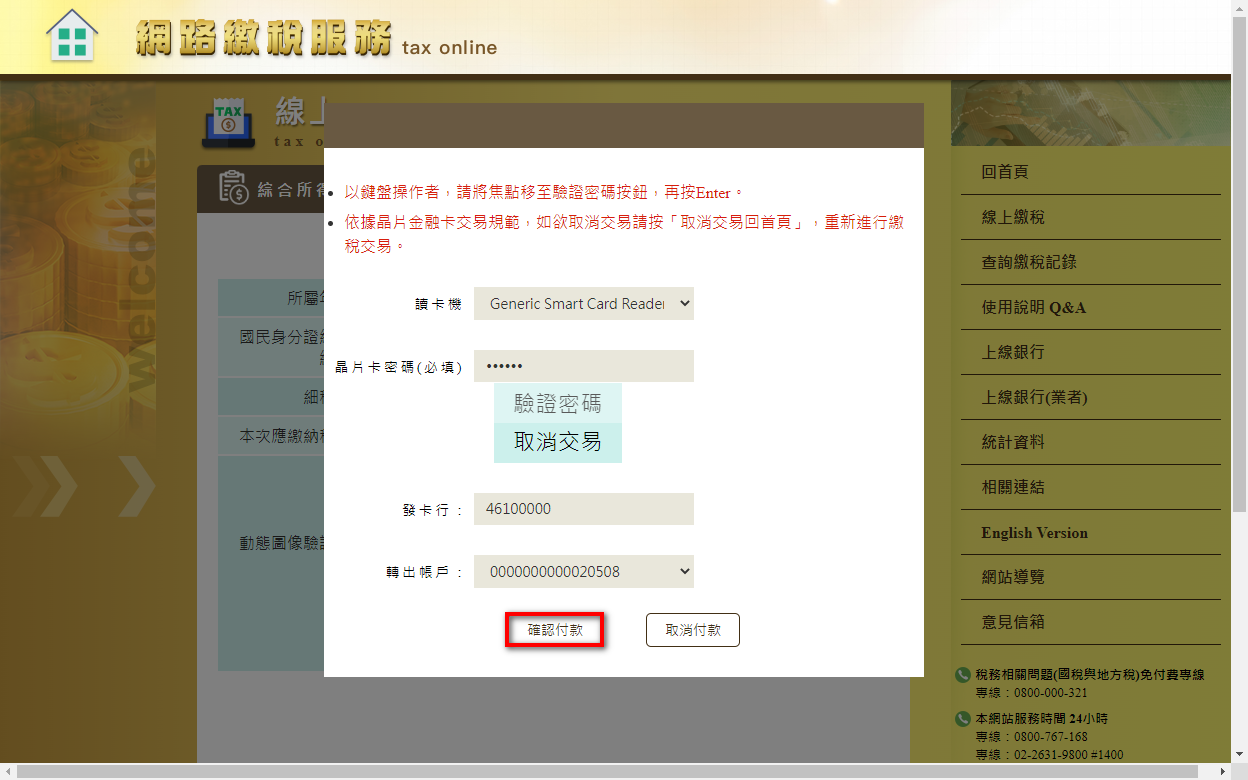 網路繳稅服務 tax online
TAX
線上
tax o
綜合所得
welcome
所屬年
國民身分證
細稅
本次應繳納稅
動態圖像驗證
以鍵盤操作者，請將焦點移至驗證密碼按鈕，再按Enter。
依據晶片金融卡交易規範，如欲取消交易請按「取消交易回首頁」，重新進行繳
稅交易。
讀卡機 Generic Smart Card Reader
晶片卡密碼(必填) ••••••
驗證密碼
取消交易
發卡行： 46100000
轉出帳戶： 0000000000020508
確認付款 取消付款
回首頁
線上繳稅
查詢繳稅記錄
使用說明 Q&A
上線銀行
上線銀行(業者)
統計資料
相關連結
English Version
網站導覽
意見信箱
稅務相關問題(國稅與地方稅)免付費專線
專線：0800-000-321
本網站服務時間 24小時
專線：0800-767-168
專線：02-2631-9800 #1400